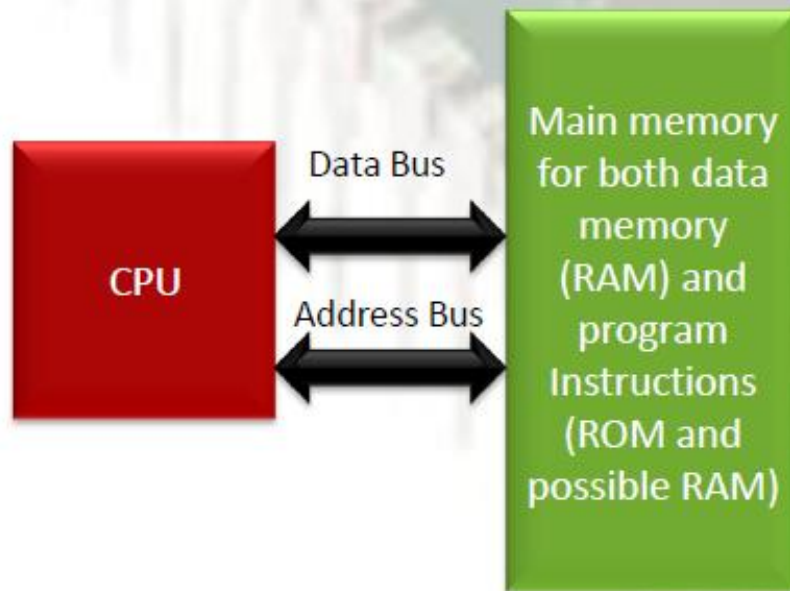 CPU
Data Bus
Address Bus
Main memory
for both data
memory
(RAM) and
program
Instructions
(ROM and
possible RAM)